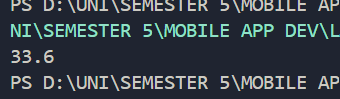 PS D:\UNI\SEMESTER 5\MOBILE AP
NI\SEMESTER 5\MOBILE APP DEV\L
33.6
PS D:\UNI\SEMESTER 5\MOBILE AP